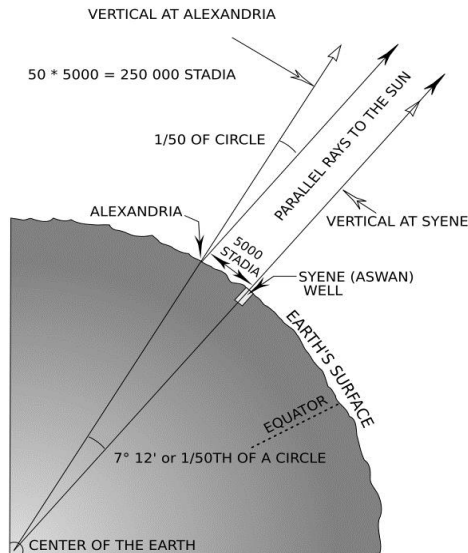 VERTICAL AT ALEXANDRIA
50 * 5000 = 250 000 STADIA
1/50 OF CIRCLE
PARALLEL RAYS TO THE SUN
ALEXANDRIA
VERTICAL AT SYENE
5000
STADIA
SYENE (ASWAN)
WELL
EARTH'S SURFACE
EQUATOR
7° 12' or 1/50TH OF A CIRCLE
CENTER OF THE EARTH